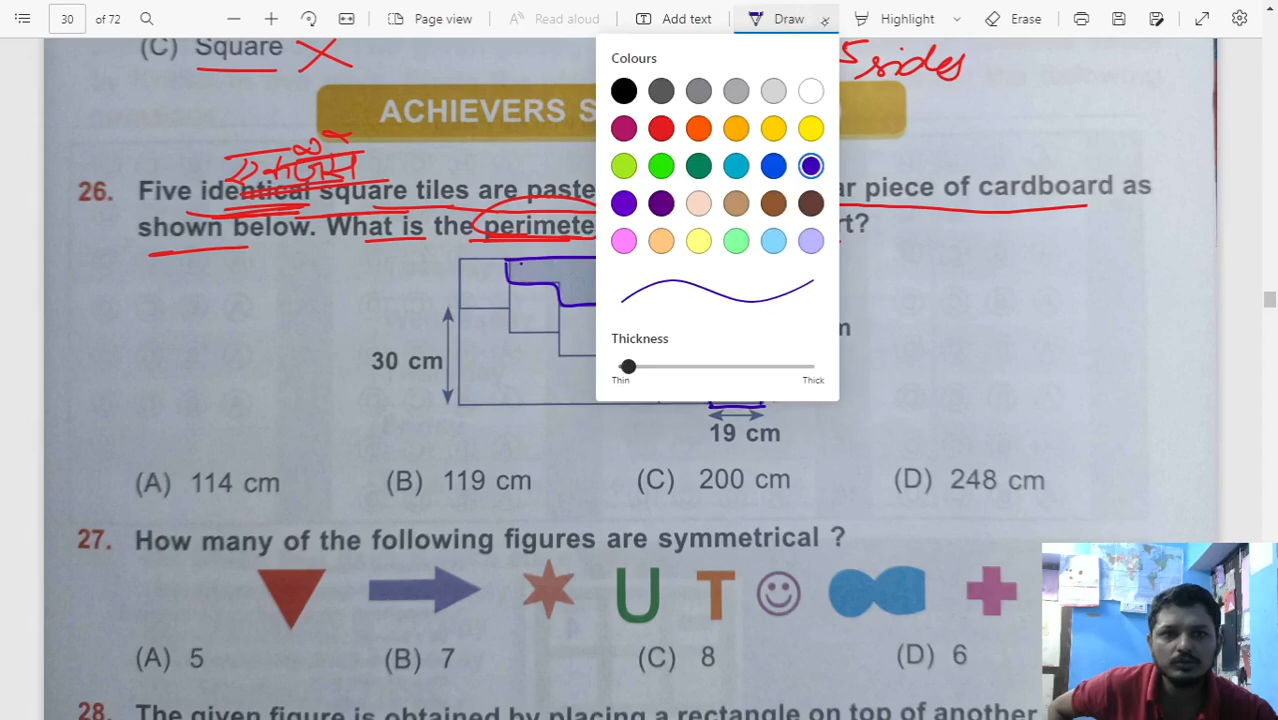 30 of 72 Page view Read aloud Add text Draw Highlight Erase
(C) Square
5 sides
ACHIEVERS S
Colours
26. Five identical square tiles are paste ar piece of cardboard as
shown below. What is the perimete rt?
Thickness
Thin Thick
m
30 cm
19 cm
(A) 114 cm (B) 119 cm (C) 200 cm (D) 248 cm
27. How many of the following figures are symmetrical ?
U T
(A) 5 (B) 7 (C) 8 (D) 6
28. The given figure is obtained by placing a rectangle on top of another